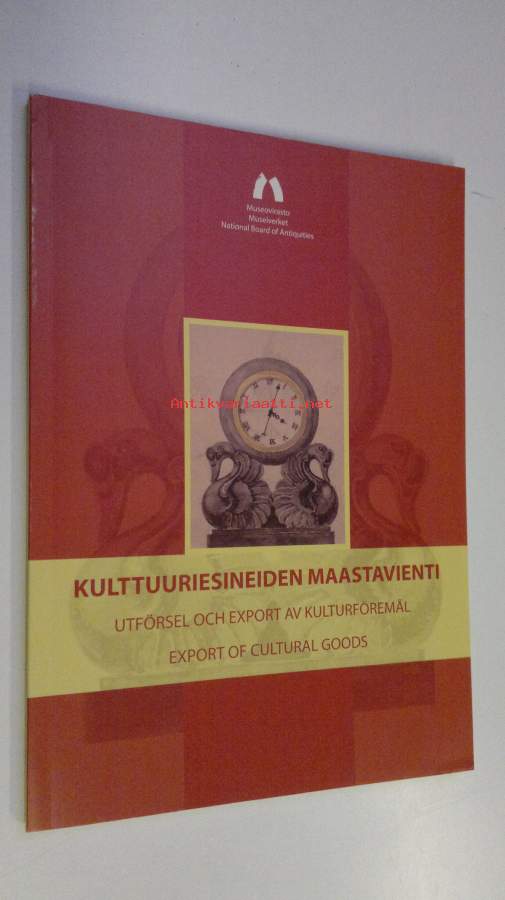 Museovirasto
Museiverket
National Board of Antiquities
Antikvariaatti.net
KULTTUURIESINEIDEN MAASTAVIENTI
UTFÖRSEL OCH EXPORT AV KULTURFÖREMÅL
EXPORT OF CULTURAL GOODS